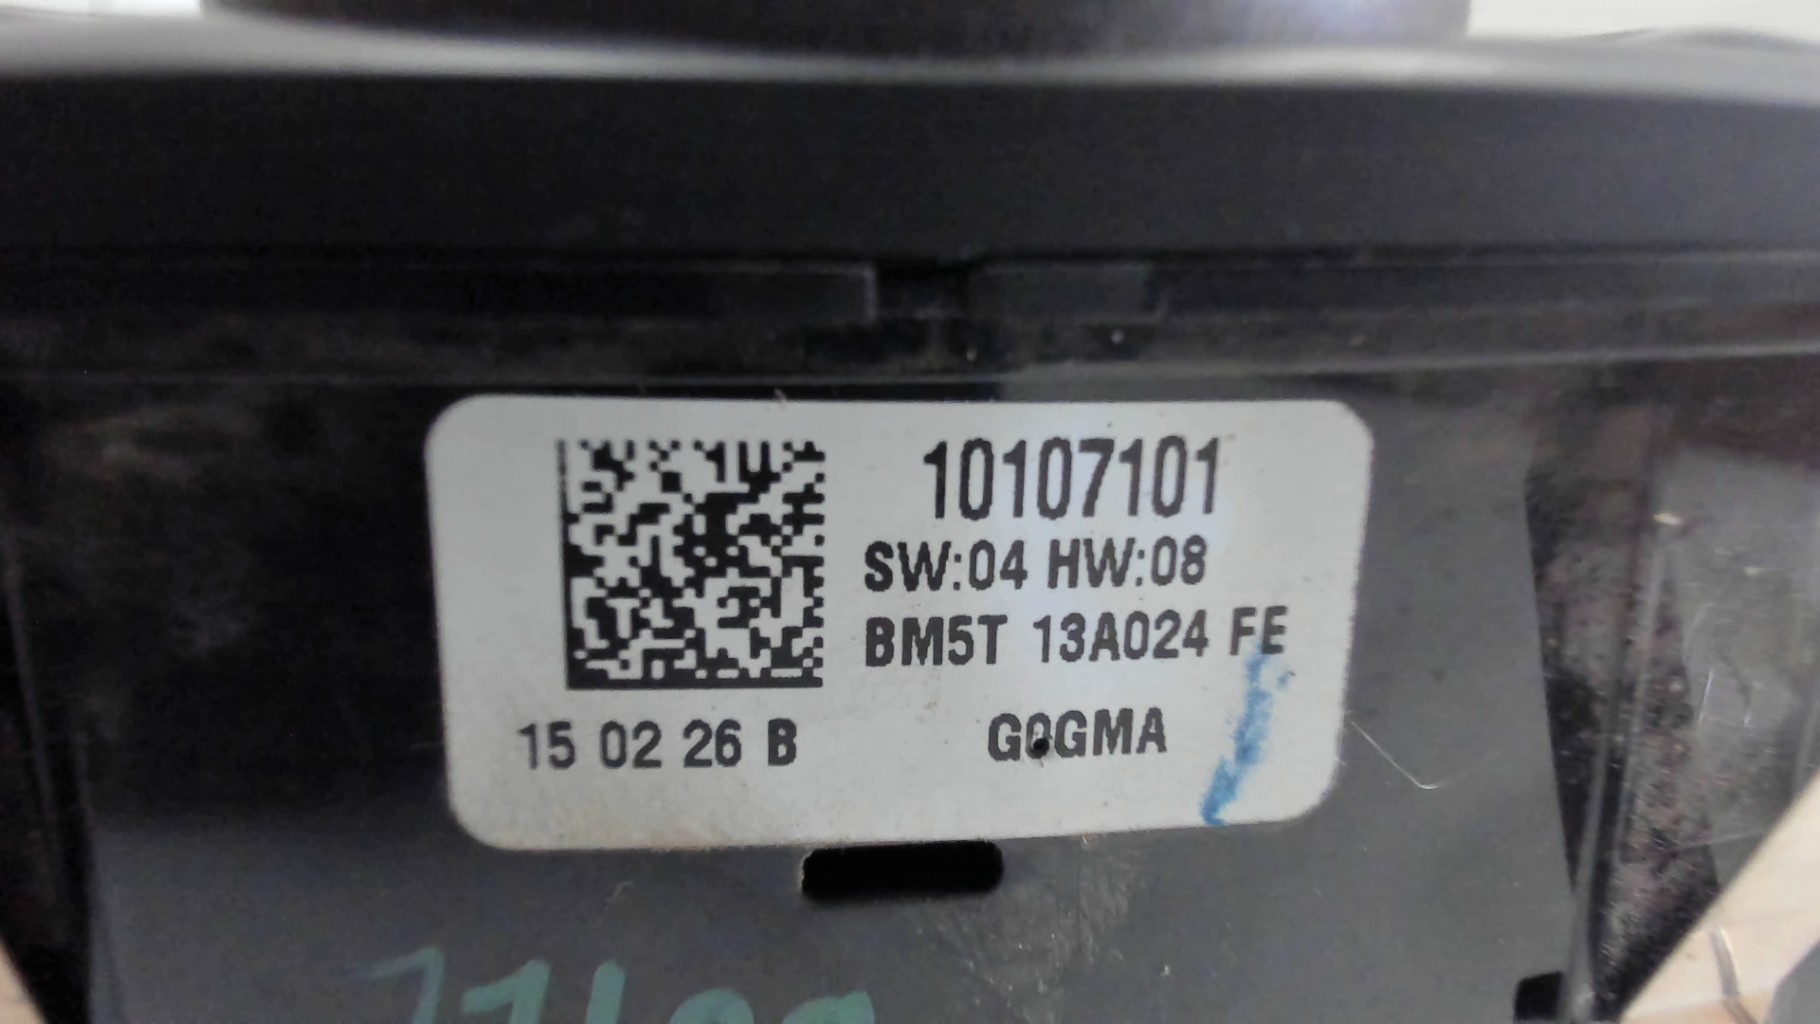 10107101
SW:04 HW:08
BM5T 13A024 FE
15 02 26 B
G0GMA